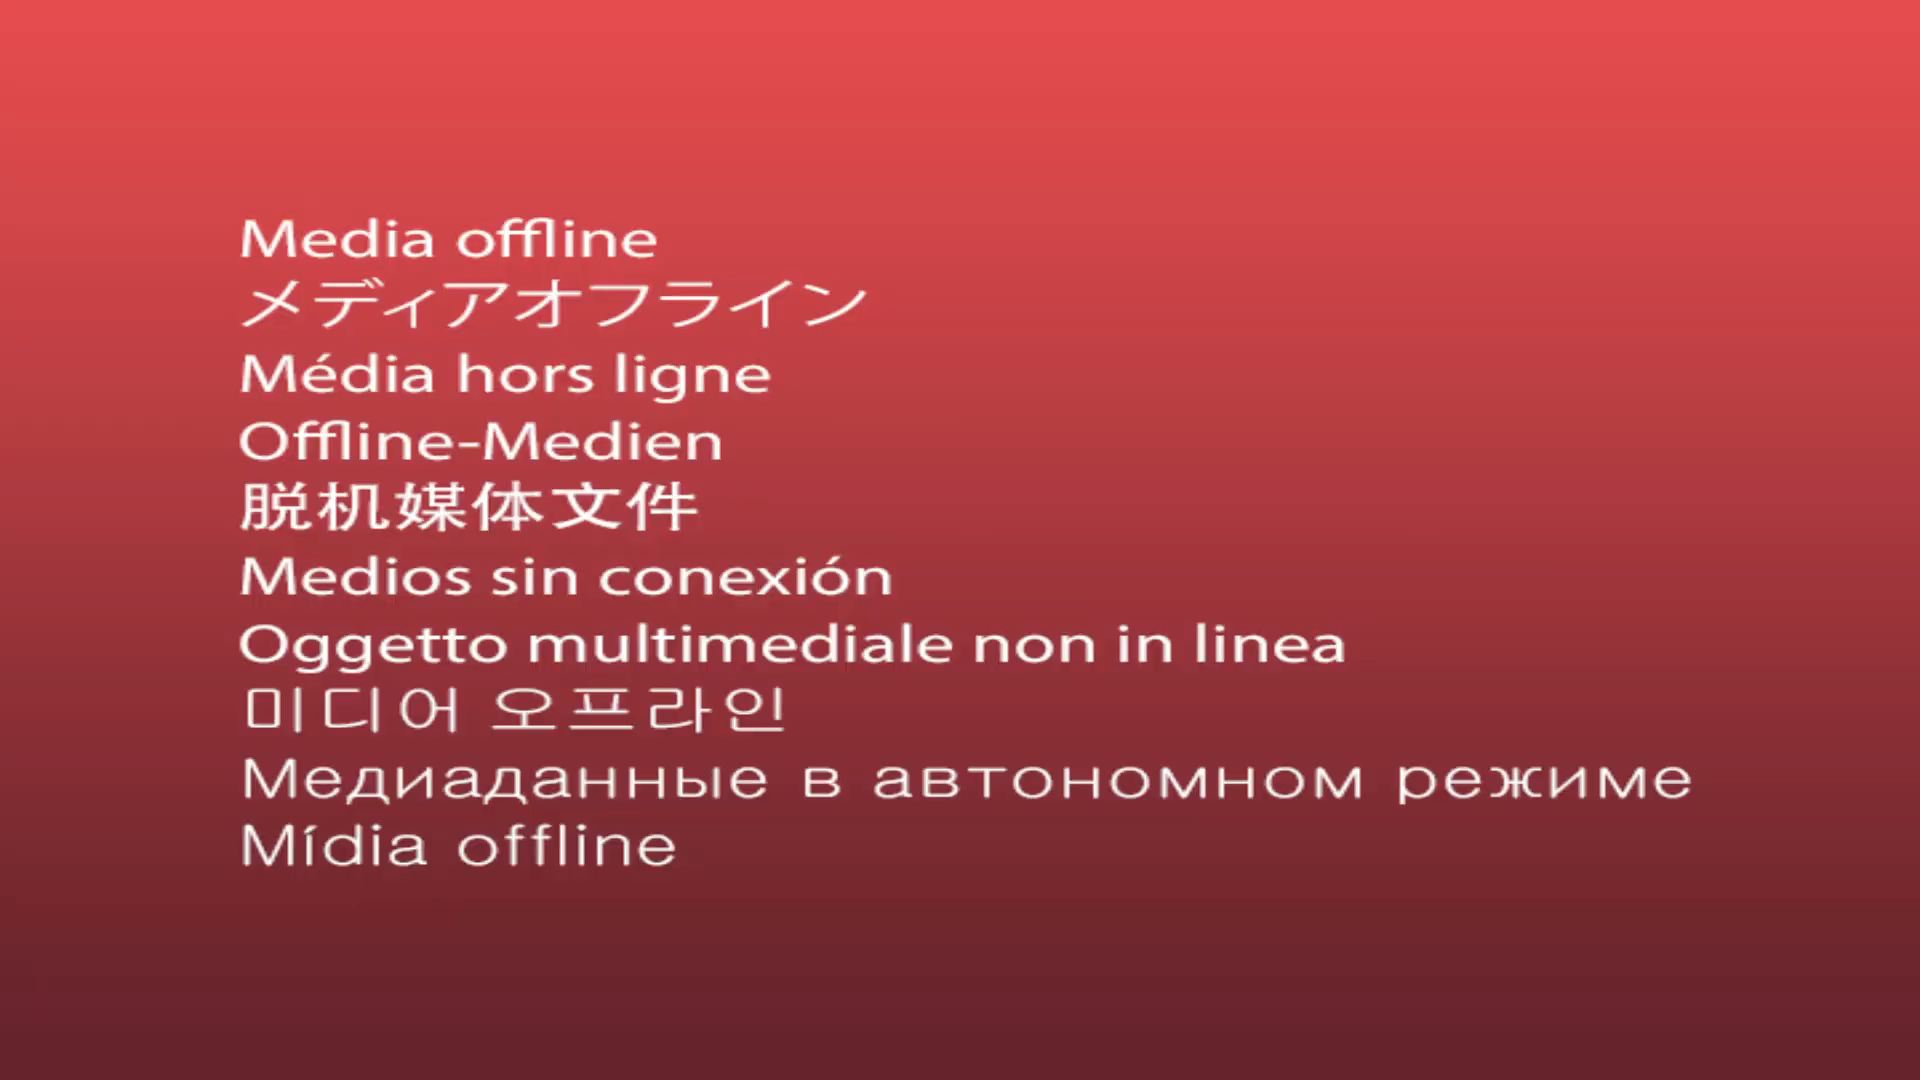 Media offline
メディアオフライン
Média hors ligne
Offline-Medien
脱机媒体文件
Medios sin conexión
Oggetto multimediale non in linea
미디어 오프라인
Медиаданные в автономном режиме
Mídia offline